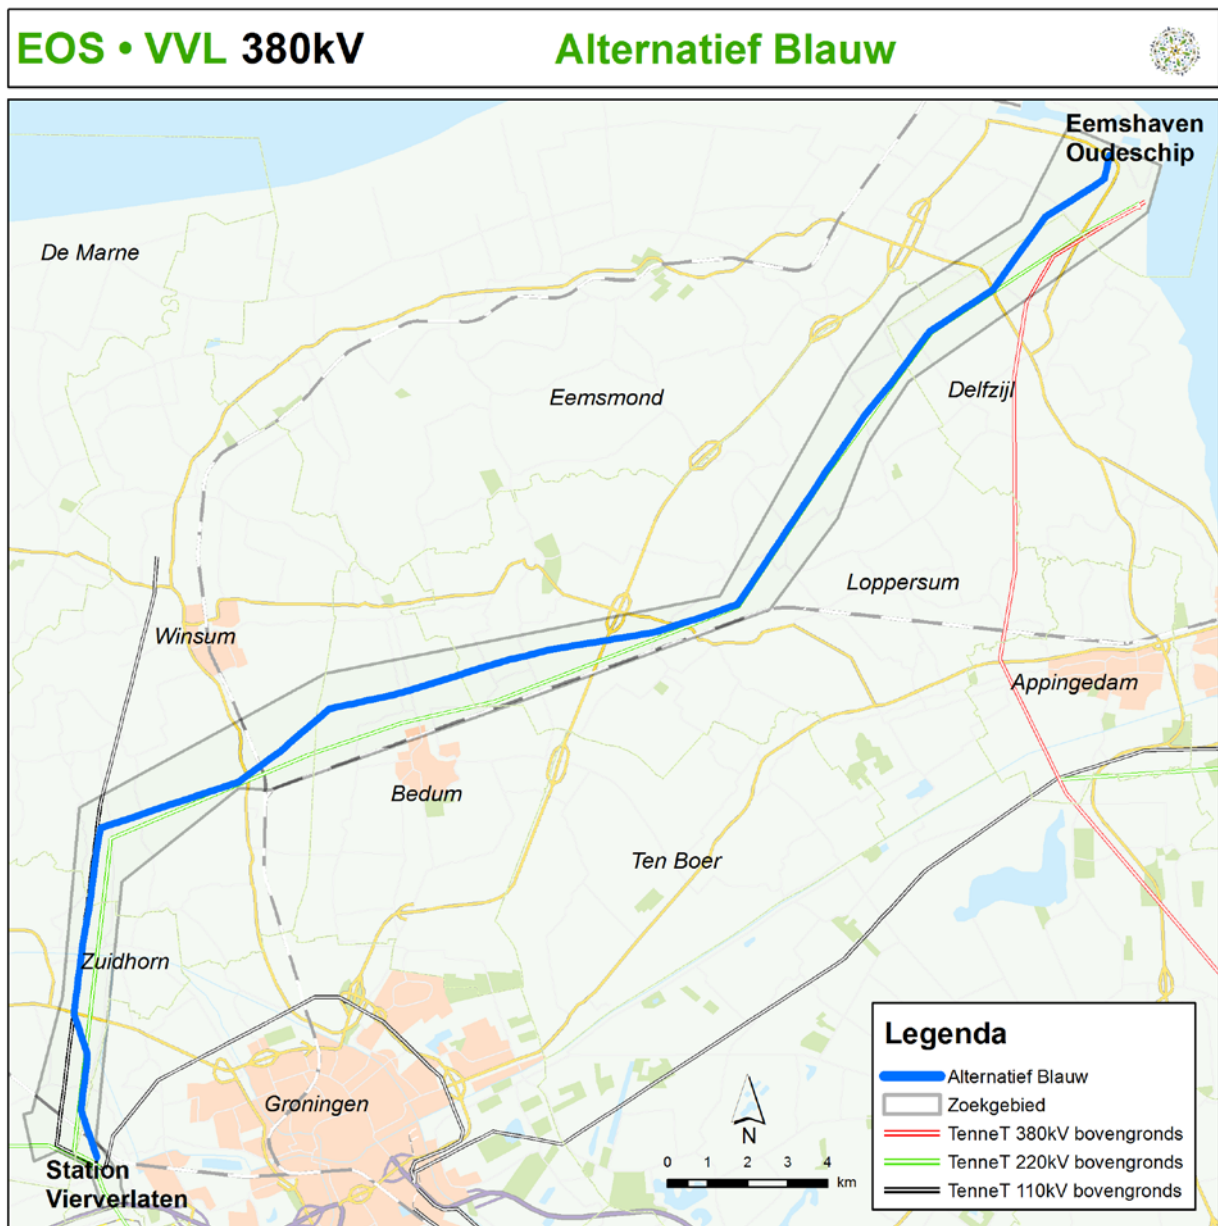 EOS • VVL 380kV
Alternatief Blauw
Eemshaven
Oudeschip
De Marne
Eemsmond
Delfzijl
Loppersum
Winsum
Appingedam
Bedum
Ten Boer
Zuidhorn
Groningen
Station
Vierverlaten
N
0 1 2 3 4
km
Legenda
Alternatief Blauw
Zoekgebied
TenneT 380kV bovengronds
TenneT 220kV bovengronds
TenneT 110kV bovengronds